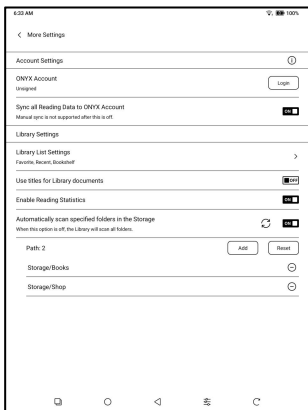 6:33 AM 100%
More Settings
Account Settings
ONYX Account
Unsigned
Login
Sync all Reading Data to ONYX Account
Manual sync is not supported after this is off.
ON
Library Settings
Library List Settings
Favorite, Recent, Bookshelf
Use titles for Library documents
OFF
Enable Reading Statistics
ON
Automatically scan specified folders in the Storage
When this option is off, the Library will scan all folders.
ON
Path: 2 Add Reset
Storage/Books
Storage/Shop